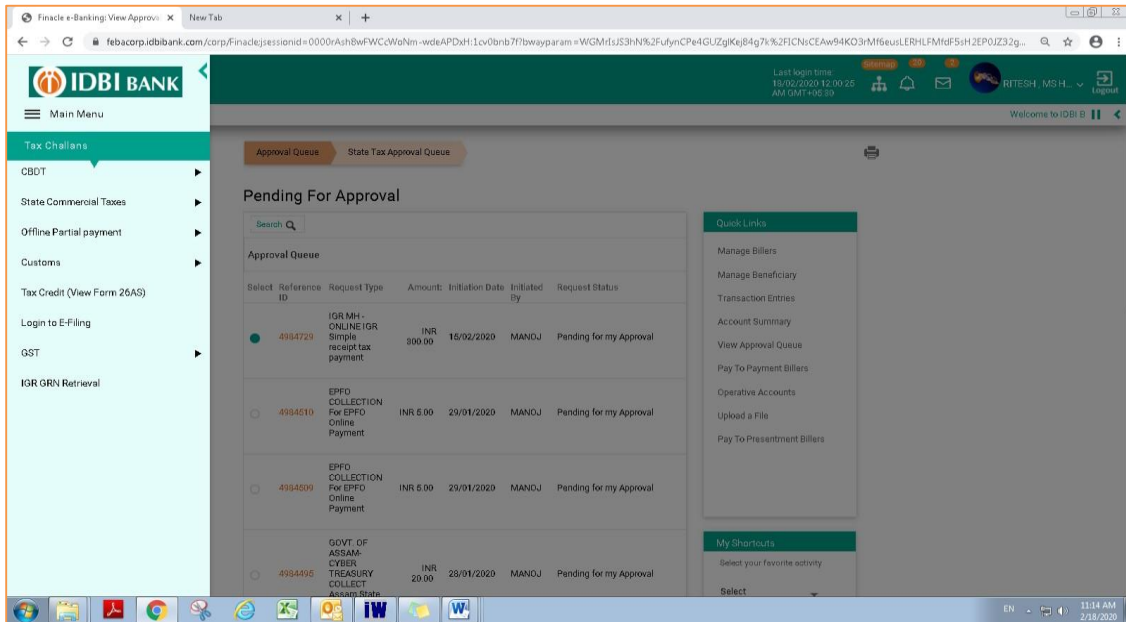 Finacle e-Banking: View Approva × New Tab × +
febacorp.idbibank.com/corp/Finacle;jsessionid=0000rAsh8wFWCcWoNm-wdeAPDxH:1cv0bnb7f?bwayparam=
IDBI BANK
Main Menu
Last login time:
18/02/2020 12:00:25
AM GMT+05:30
Sitemap
RITESH , MS H...
Logout
Welcome to IDBI B
Tax Challans
CBDT
State Commercial Taxes
Offline Partial payment
Customs
Tax Credit (View Form 26AS)
Login to E-Filing
GST
IGR GRN Retrieval
Approval Queue State Tax Approval Queue
Pending For Approval
Search
Approval Queue
Select Reference ID Request Type Amount: Initiation Date Initiated By Request Status
4984729 IGR MH - ONLINE IGR Simple receipt tax payment INR 300.00 18/02/2020 MANOJ Pending for my Approval
4984510 EPFO COLLECTION For EPFO Online Payment INR 5.00 29/01/2020 MANOJ Pending for my Approval
4984509 EPFO COLLECTION For EPFO Online Payment INR 5.00 29/01/2020 MANOJ Pending for my Approval
4984495 GOVT. OF ASSAM- CYBER TREASURY COLLECT Assam State INR 20.00 28/01/2020 MANOJ Pending for my Approval
Quick Links
Manage Billers
Manage Beneficiary
Transaction Entries
Account Summary
View Approval Queue
Pay To Payment Billers
Operative Accounts
Upload a File
Pay To Presentment Billers
My Shortcuts
Select your favorite activity
Select
EN
11:14 AM
2/18/2020